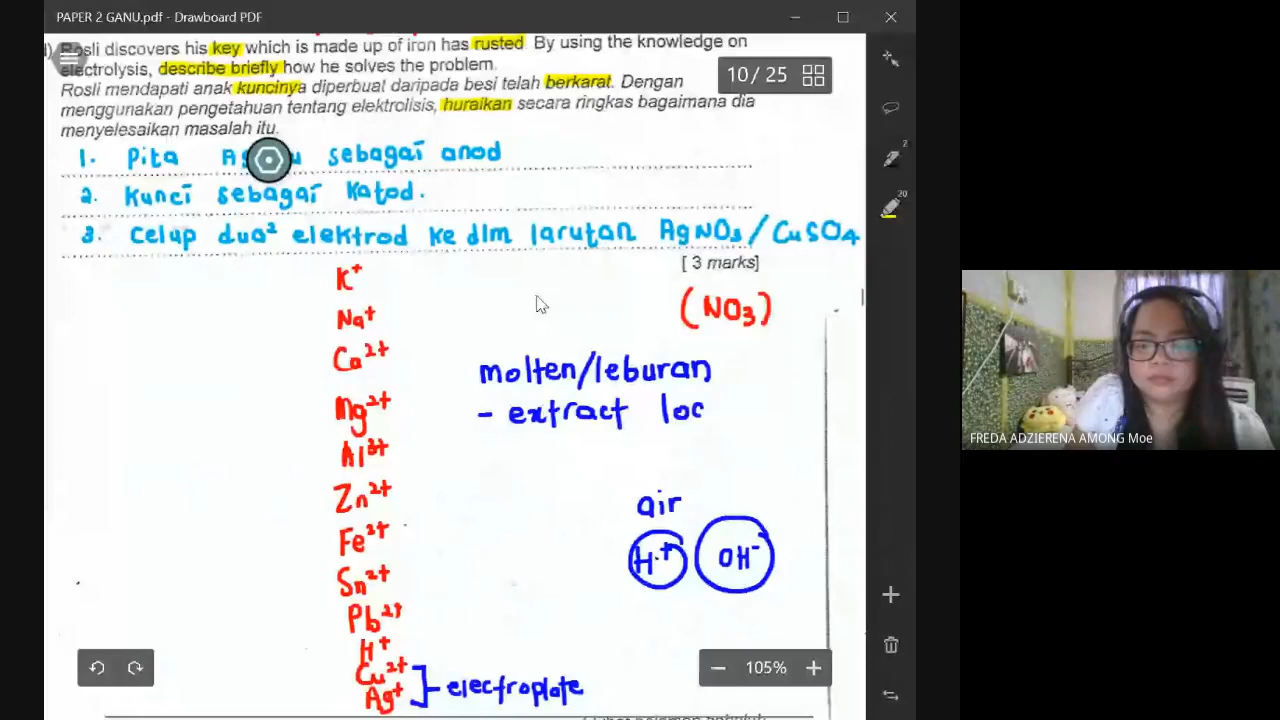 PAPER 2 GANU.pdf - Drawboard PDF
Rosli discovers his key which is made up of iron has rusted. By using the knowledge on
electrolysis, describe briefly how he solves the problem.
10 / 25
Rosli mendapati anak kuncinya diperbuat daripada besi telah berkarat. Dengan
menggunakan pengetahuan tentang elektrolisis, huraikan secara ringkas bagaimana dia
menyelesaikan masalah itu.
1. Pita sebagai anod
2. Kunci sebagai katod.
3. Celup dua² elektrod ke dlm larutan AgNO3/CuSO4
[ 3 marks]
K+
(NO3)
Na+
Ca2+
molten/leburan
Mg2+
- extract loc
Al3+
Zn2+
air
Fe2+
H+ OH-
Sn2+
Pb2+
H+
Cu2+
Ag+
electroplate
105%
2
20
FREDA ADZIERENA AMONG Moe